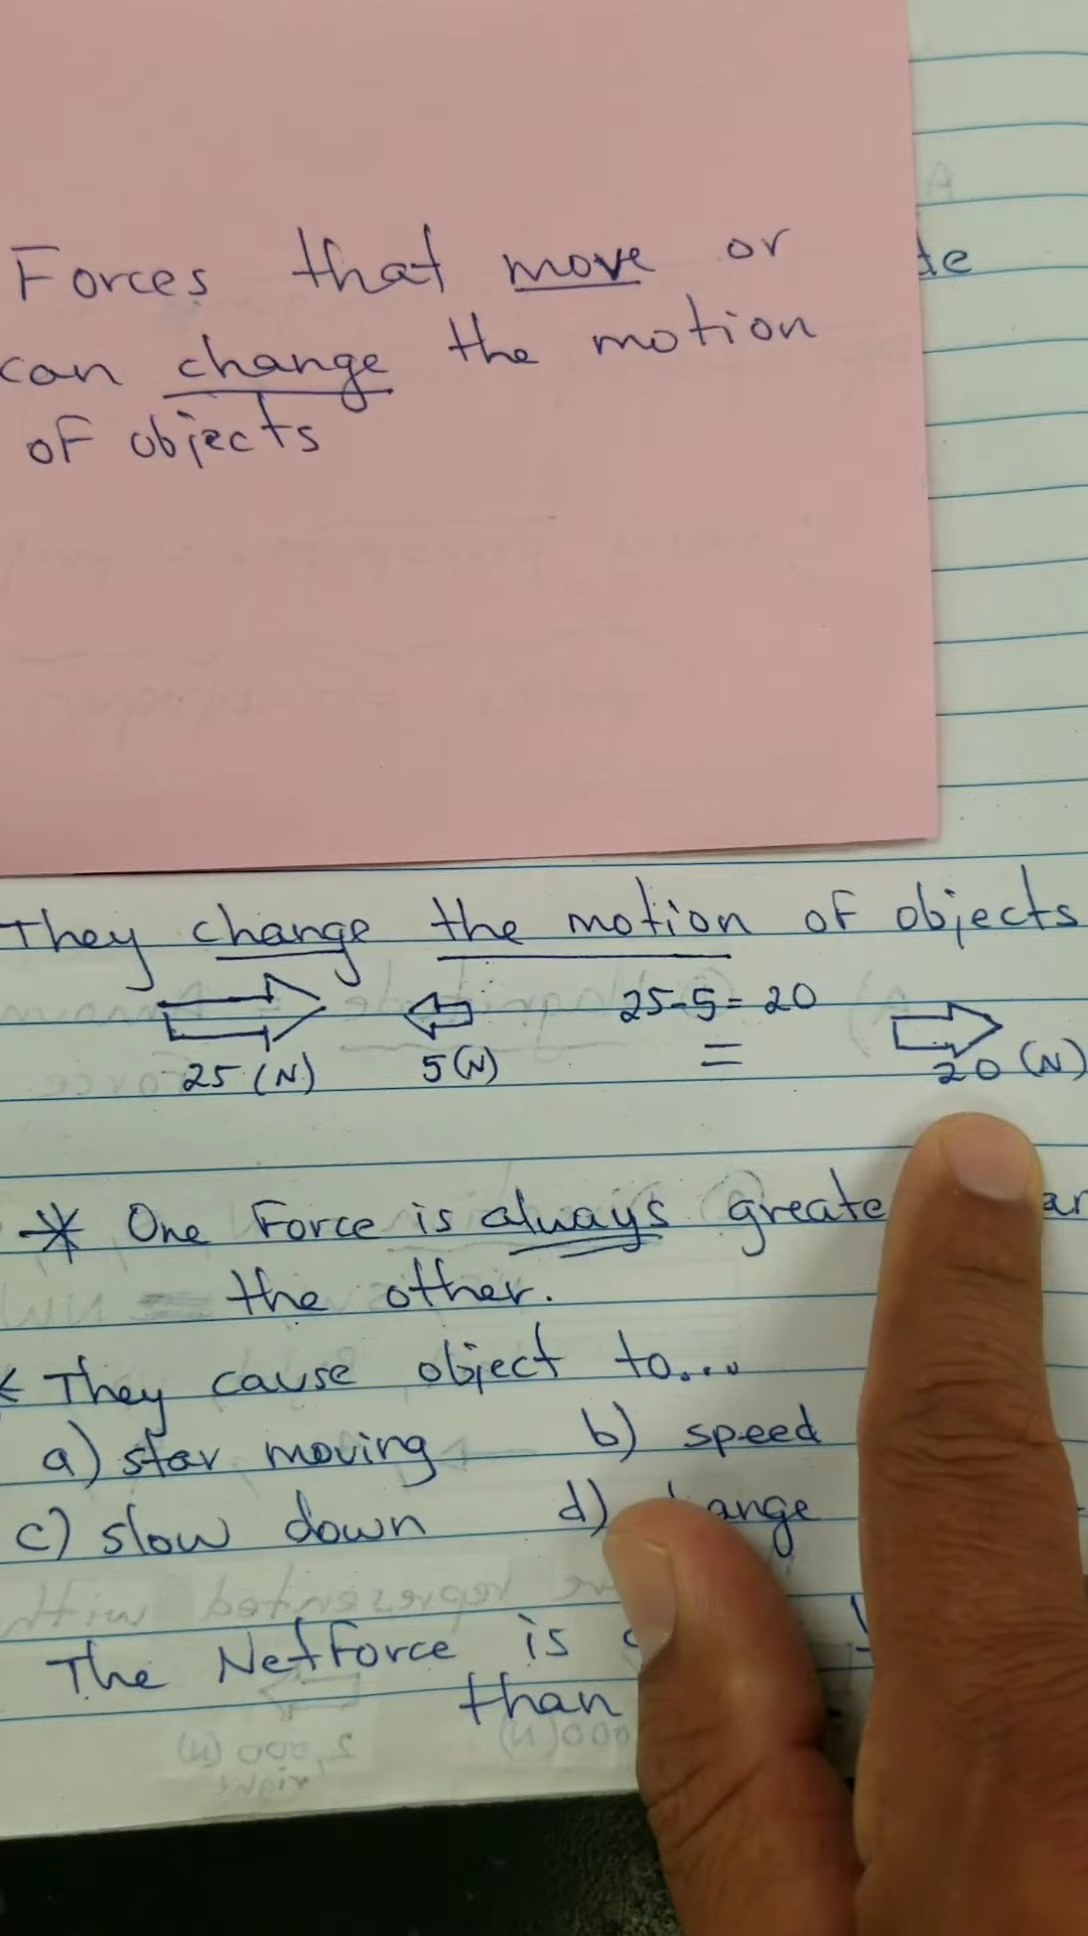 Forces that move or
can change the motion
of objects
They change the motion of objects
25-5= 20
25 (N) 5(N) = 20 (N)
* One Force is always
the other.
They cause object to...
a) star moving b) speed
c) slow down d)
The NetForce is
than